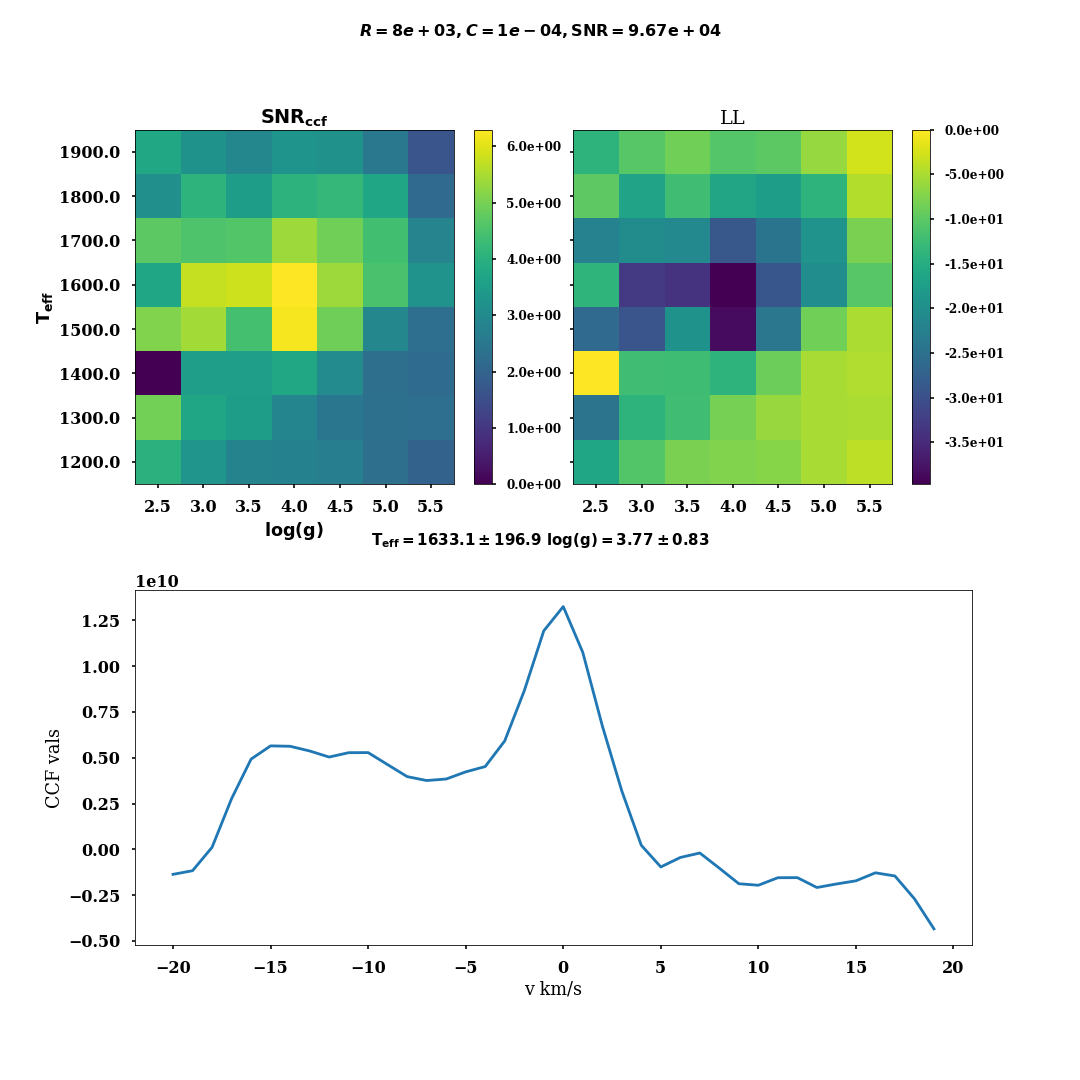 R = 8e + 03, C = 1e − 04, SNR = 9.67e + 04
SNRccf
LL
1900.0
1800.0
1700.0
1600.0
1500.0
1400.0
1300.0
1200.0
Teff
2.5 3.0 3.5 4.0 4.5 5.0 5.5
log(g)
6.0e+00
5.0e+00
4.0e+00
3.0e+00
2.0e+00
1.0e+00
0.0e+00
2.5 3.0 3.5 4.0 4.5 5.0 5.5
0.0e+00
-5.0e+00
-1.0e+01
-1.5e+01
-2.0e+01
-2.5e+01
-3.0e+01
-3.5e+01
Teff = 1633.1 ± 196.9 log(g) = 3.77 ± 0.83
1e10
1.25
1.00
0.75
0.50
0.25
0.00
−0.25
−0.50
CCF vals
−20 −15 −10 −5 0 5 10 15 20
v km/s